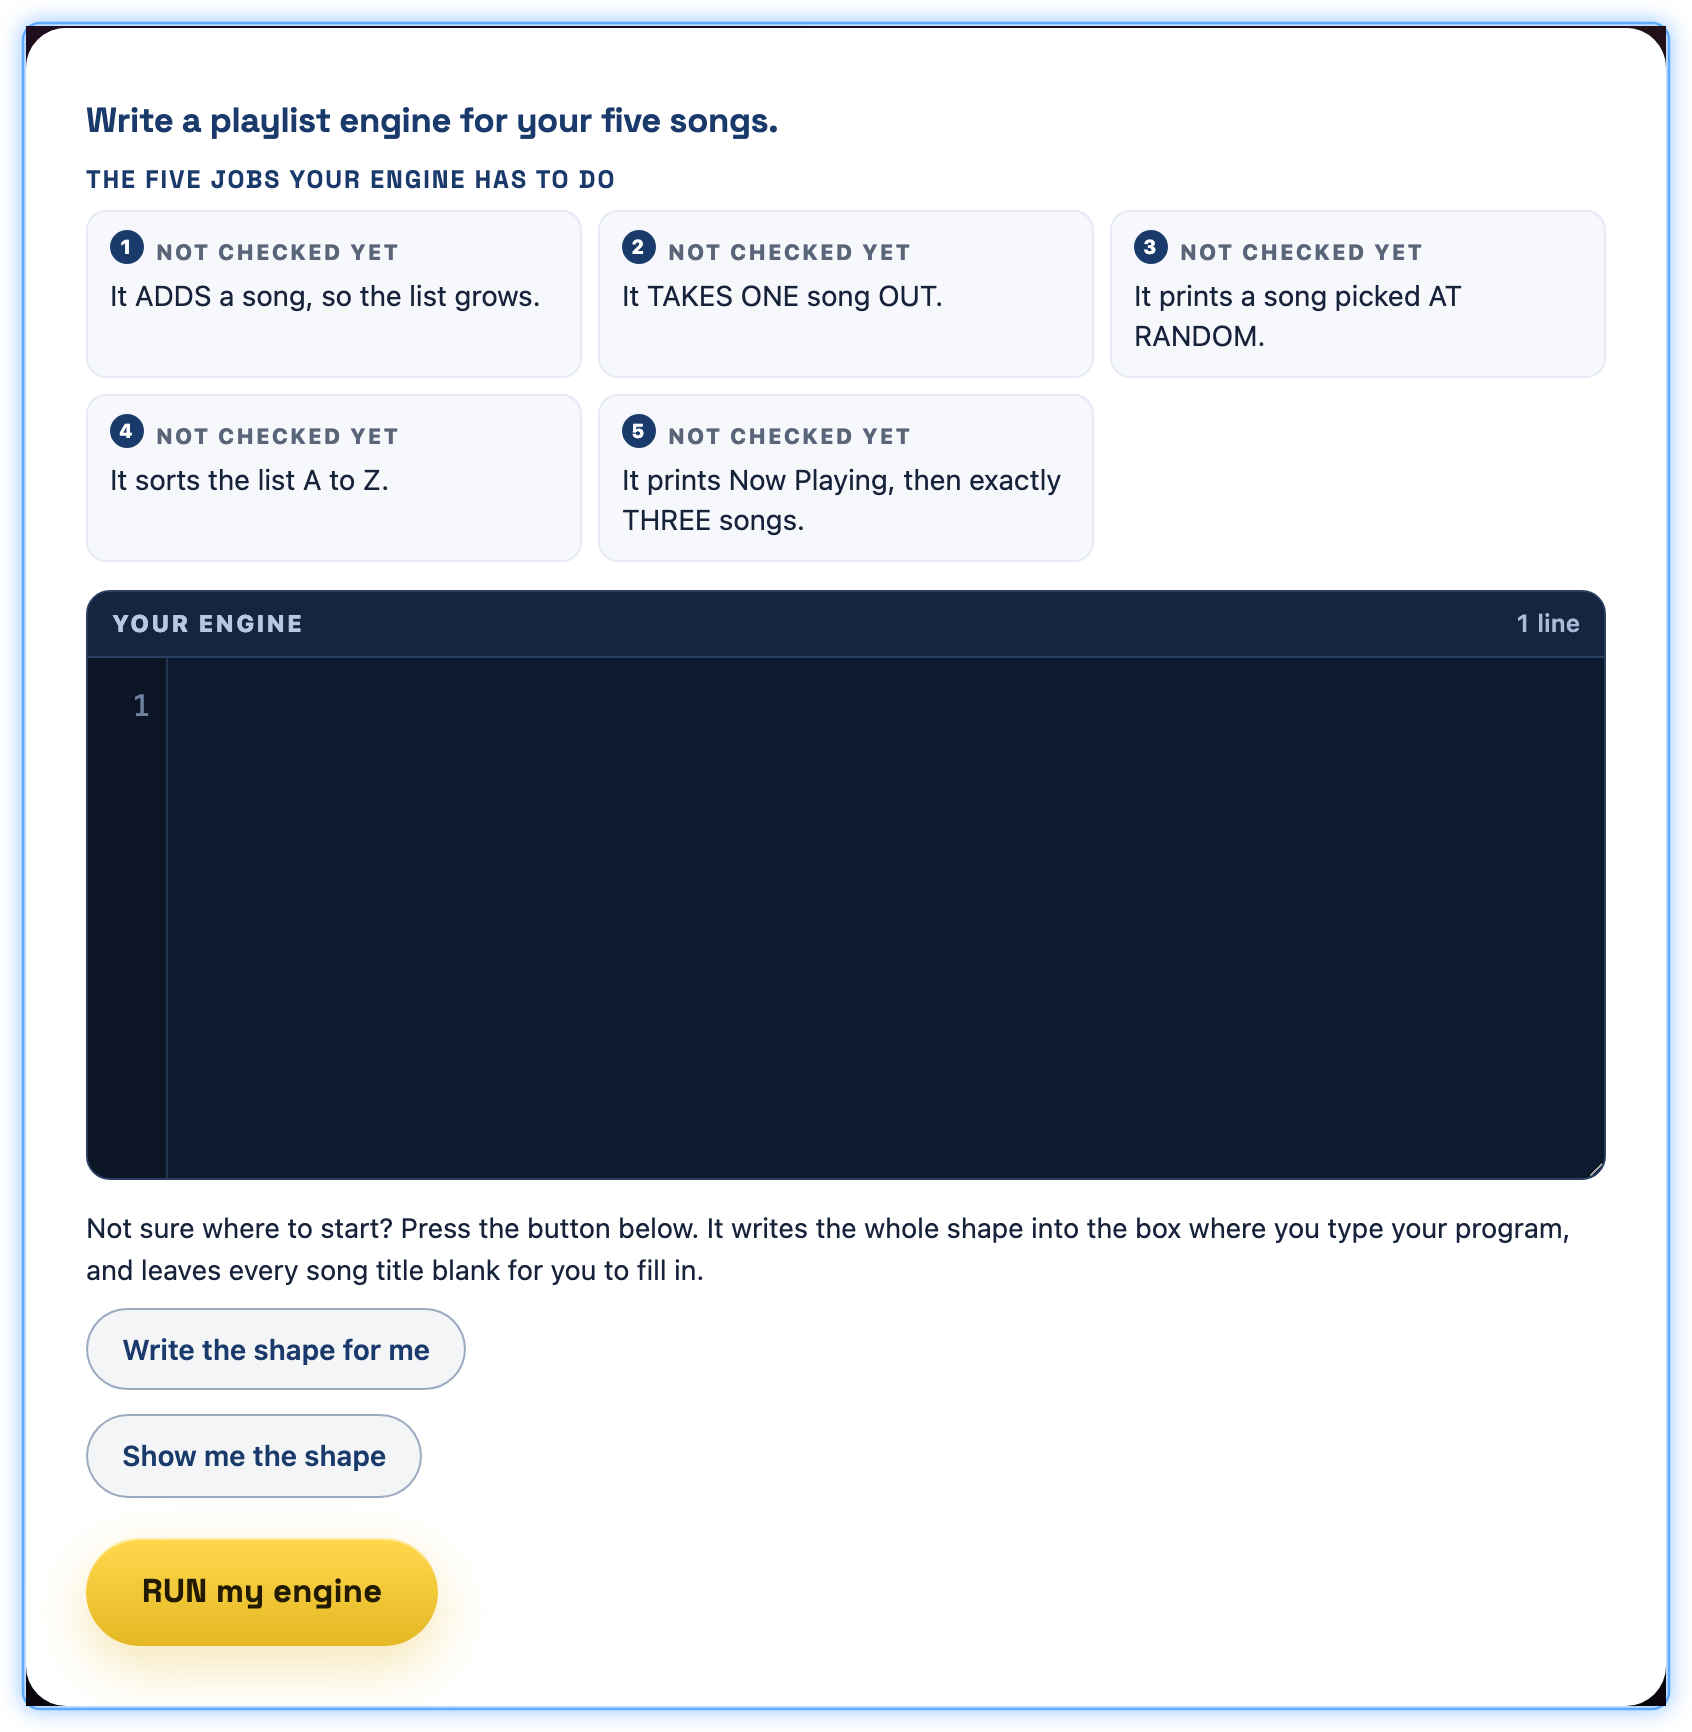 Write a playlist engine for your five songs.
THE FIVE JOBS YOUR ENGINE HAS TO DO
1 NOT CHECKED YET
It ADDS a song, so the list grows.
2 NOT CHECKED YET
It TAKES ONE song OUT.
3 NOT CHECKED YET
It prints a song picked AT
RANDOM.
4 NOT CHECKED YET
It sorts the list A to Z.
5 NOT CHECKED YET
It prints Now Playing, then exactly
THREE songs.
YOUR ENGINE 1 line
1
Not sure where to start? Press the button below. It writes the whole shape into the box where you type your program,
and leaves every song title blank for you to fill in.
Write the shape for me
Show me the shape
RUN my engine